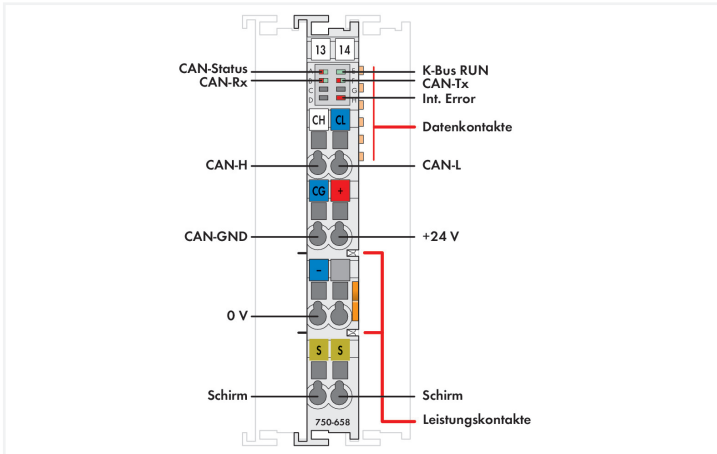 13 14
CAN-Status
K-Bus RUN
A E
CAN-Rx
CAN-Tx
B F
C G
Int. Error
D H
CH CL
Datenkontakte
CAN-H
CAN-L
CG +
CAN-GND
+24 V
–
0 V
S S
Schirm
Schirm
Leistungskontakte
750-658